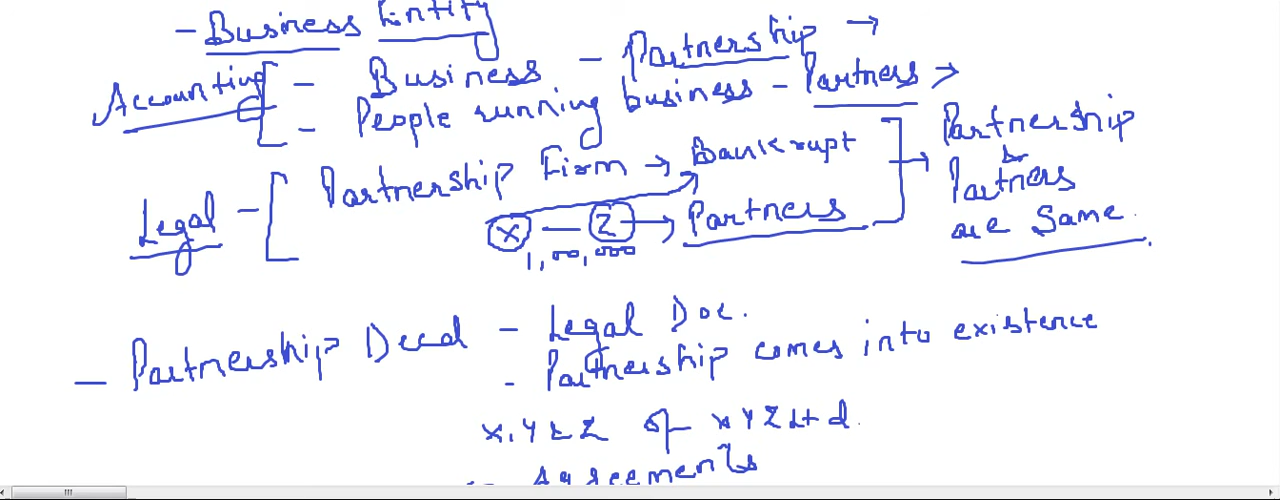 - Business Entity
Accounting - Business - Partnership →
- People running business - Partners →
Legal - Partnership Firm → Bankrupt
X - Z → Partners
1,00,000
Partnership
&
Partners
are Same.
- Partnership Deed - Legal Doc.
- Partnership comes into existence
X, Y & Z of XYZ Ltd.
Agreements